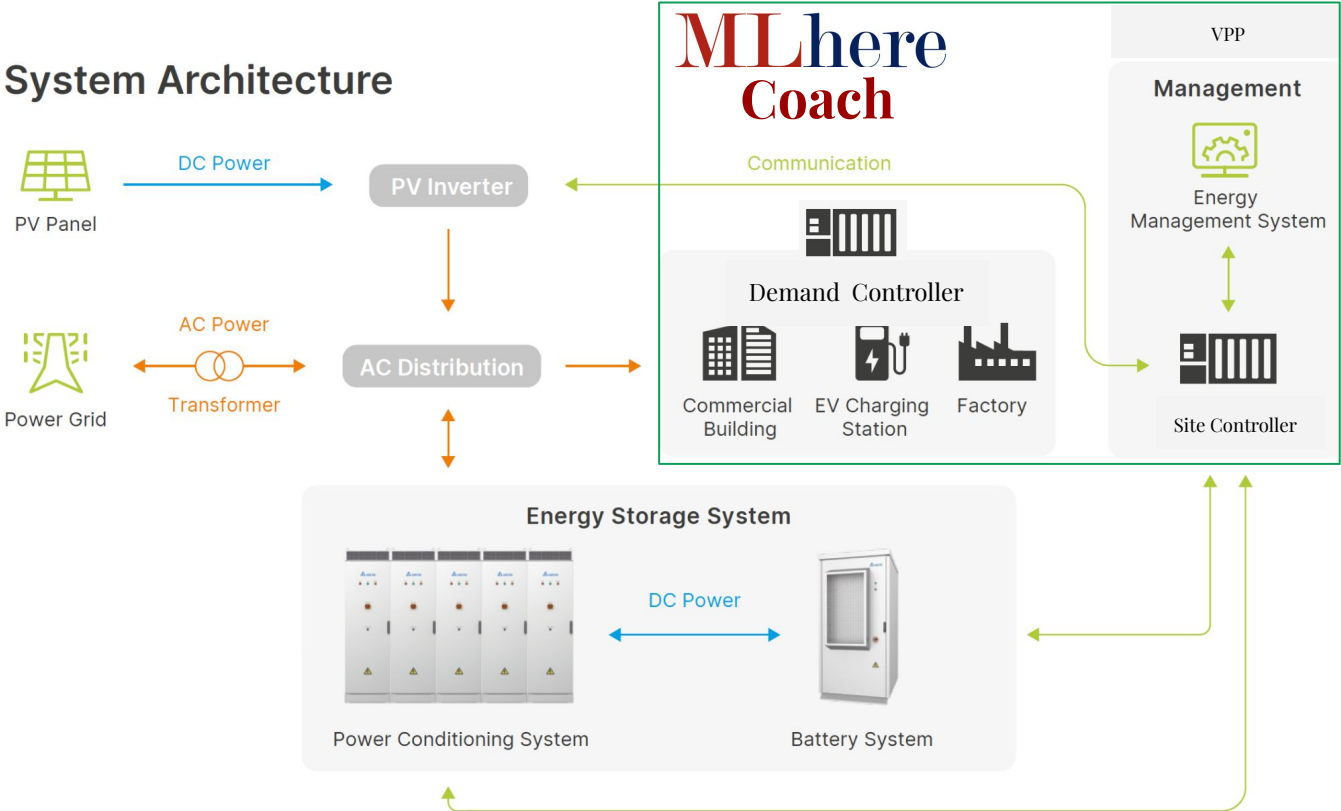 System Architecture
MLhere
Coach
VPP
Management
Energy
Management System
Site Controller
Communication
Demand Controller
Commercial
Building
EV Charging
Station
Factory
DC Power
PV Panel
PV Inverter
AC Power
Transformer
Power Grid
AC Distribution
Energy Storage System
DC Power
Power Conditioning System
Battery System